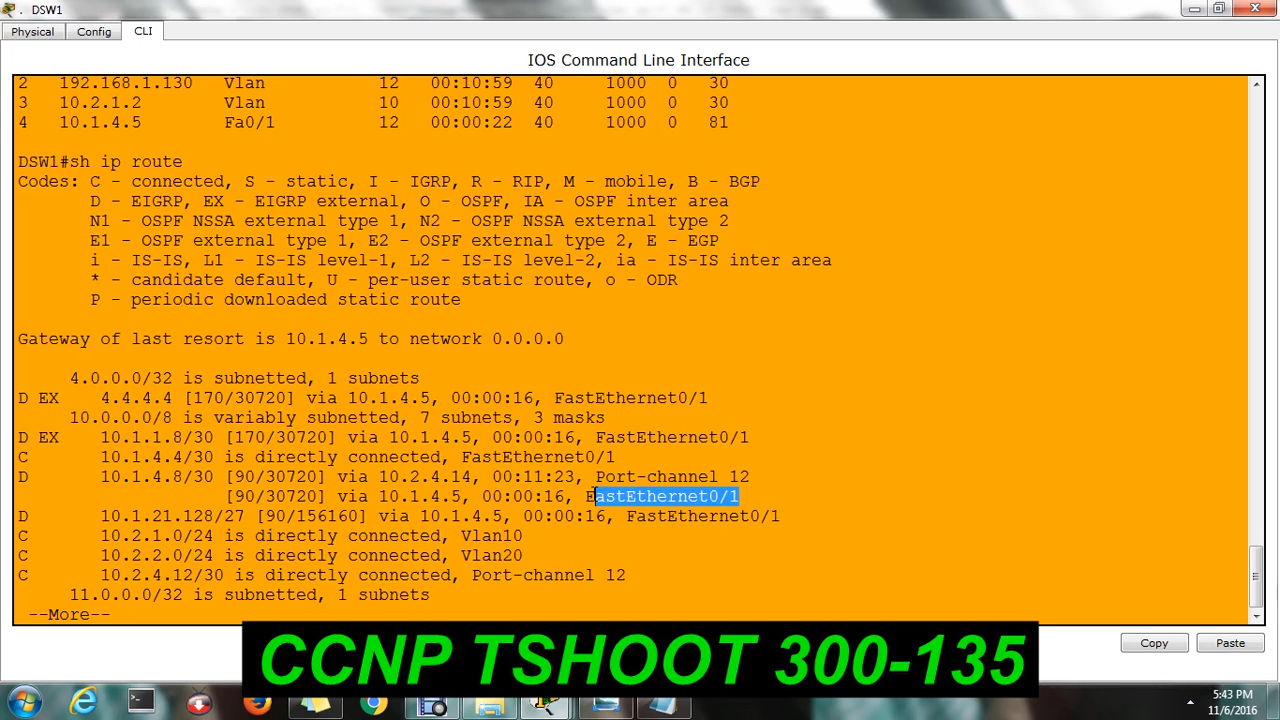 DSW1
Physical Config CLI
IOS Command Line Interface
2 192.168.1.130 Vlan 12 00:10:59 40 1000 0 30
3 10.2.1.2 Vlan 10 00:10:59 40 1000 0 30
4 10.1.4.5 Fa0/1 12 00:00:22 40 1000 0 81
DSW1#sh ip route
Codes: C - connected, S - static, I - IGRP, R - RIP, M - mobile, B - BGP
D - EIGRP, EX - EIGRP external, O - OSPF, IA - OSPF inter area
N1 - OSPF NSSA external type 1, N2 - OSPF NSSA external type 2
E1 - OSPF external type 1, E2 - OSPF external type 2, E - EGP
i - IS-IS, L1 - IS-IS level-1, L2 - IS-IS level-2, ia - IS-IS inter area
* - candidate default, U - per-user static route, o - ODR
P - periodic downloaded static route
Gateway of last resort is 10.1.4.5 to network 0.0.0.0
4.0.0.0/32 is subnetted, 1 subnets
D EX 4.4.4.4 [170/30720] via 10.1.4.5, 00:00:16, FastEthernet0/1
10.0.0.0/8 is variably subnetted, 7 subnets, 3 masks
D EX 10.1.1.8/30 [170/30720] via 10.1.4.5, 00:00:16, FastEthernet0/1
C 10.1.4.4/30 is directly connected, FastEthernet0/1
D 10.1.4.8/30 [90/30720] via 10.2.4.14, 00:11:23, Port-channel 12
[90/30720] via 10.1.4.5, 00:00:16, FastEthernet0/1
D 10.1.21.128/27 [90/156160] via 10.1.4.5, 00:00:16, FastEthernet0/1
C 10.2.1.0/24 is directly connected, Vlan10
C 10.2.2.0/24 is directly connected, Vlan20
C 10.2.4.12/30 is directly connected, Port-channel 12
11.0.0.0/32 is subnetted, 1 subnets
--More--
Copy Paste
CCNP TSHOOT 300-135
5:43 PM
11/6/2016